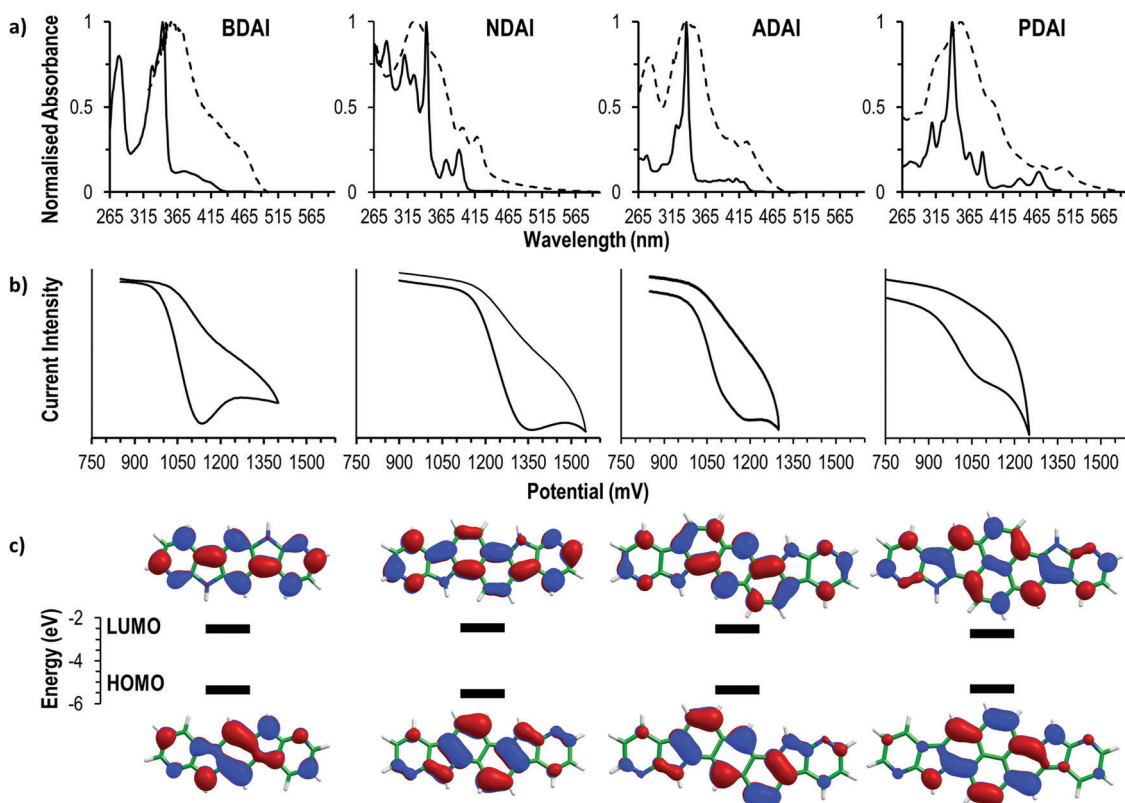 a)
BDAI
NDAI
ADAI
PDAI
Normalised Absorbance
1
0.5
0
265 315 365 415 465 515 565
1
0.5
0
265 315 365 415 465 515 565
1
0.5
0
265 315 365 415 465 515 565
1
0.5
0
265 315 365 415 465 515 565
Wavelength (nm)
b)
Current Intensity
750 900 1050 1200 1350 1500
750 900 1050 1200 1350 1500
750 900 1050 1200 1350 1500
750 900 1050 1200 1350 1500
Potential (mV)
c)
Energy (eV)
-2
-4
-6
LUMO
HOMO